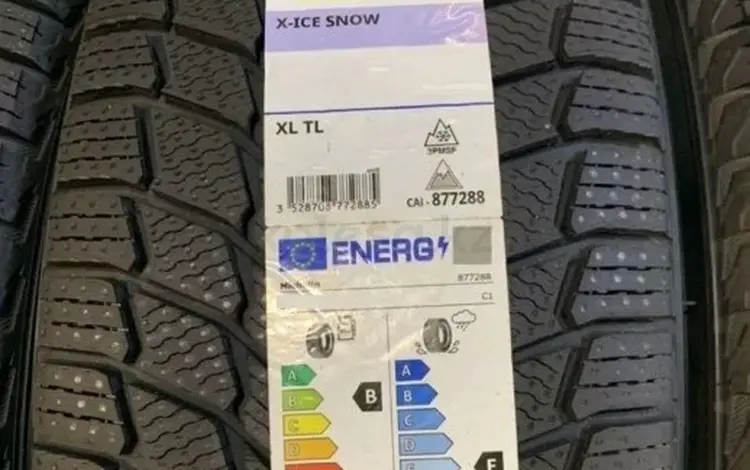 X-ICE SNOW
XL TL
3PMSF
3 528703 772885
CAI - 877288
ENERG
Michelin 877288
C1
A A
B B B
C C
D D
E E